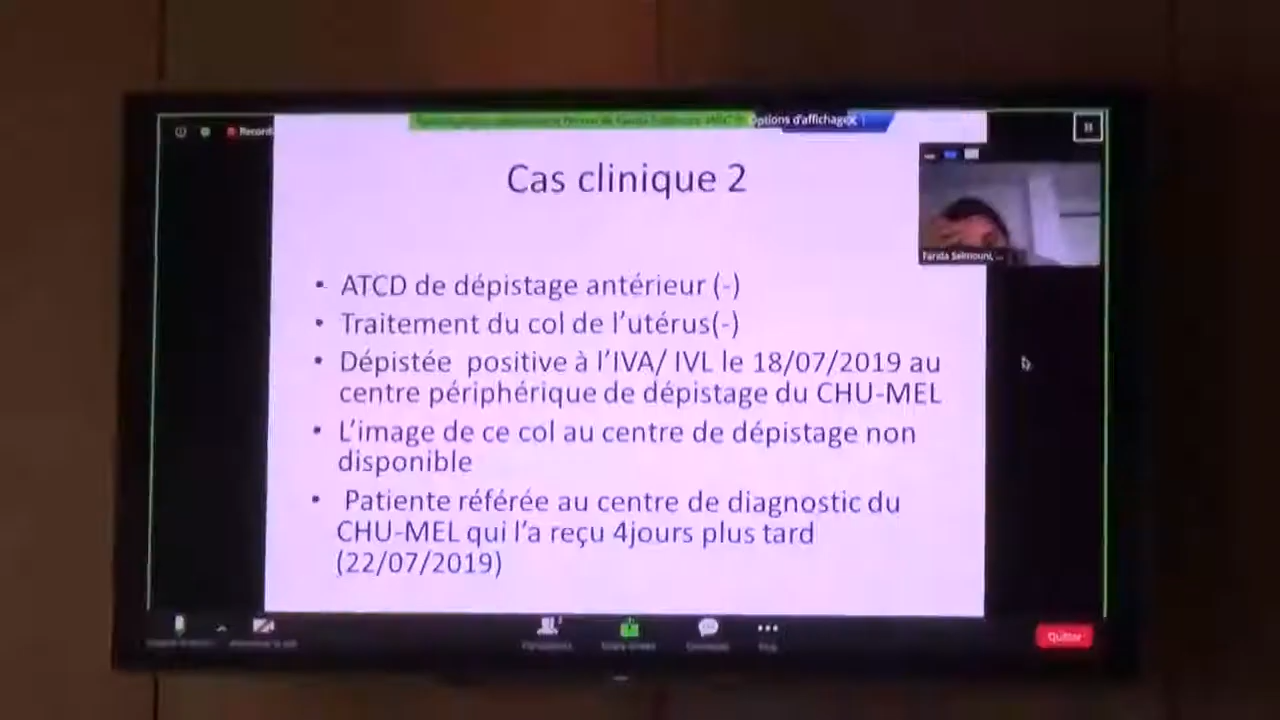 Record
Options d'affichage
Cas clinique 2
• ATCD de dépistage antérieur (-)
• Traitement du col de l'utérus(-)
• Dépistée positive à l'IVA/ IVL le 18/07/2019 au
centre périphérique de dépistage du CHU-MEL
• L'image de ce col au centre de dépistage non
disponible
• Patiente référée au centre de diagnostic du
CHU-MEL qui l'a reçu 4jours plus tard
(22/07/2019)
Farida Selmouni, ...
Quitter